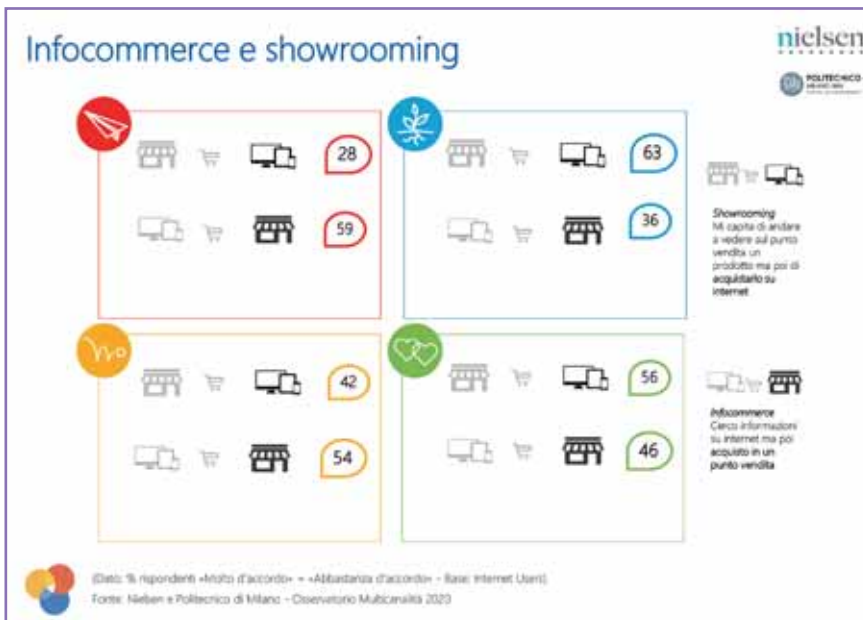 Infocommerce e showrooming
nielsen
POLITECNICO
28
63
59
36
Showrooming
Mi capita di andare
a vedere sul punto
vendita un
prodotto ma poi di
acquistarlo su
internet
42
56
54
46
Infocommerce
Cerco informazioni
su internet ma poi
acquisto in un
punto vendita
(Dato: % rispondenti «Molto d'accordo» + «Abbastanza d'accordo» - Base: Internet Users)
Fonte: Nielsen e Politecnico di Milano - Osservatorio Multicanalità 2023